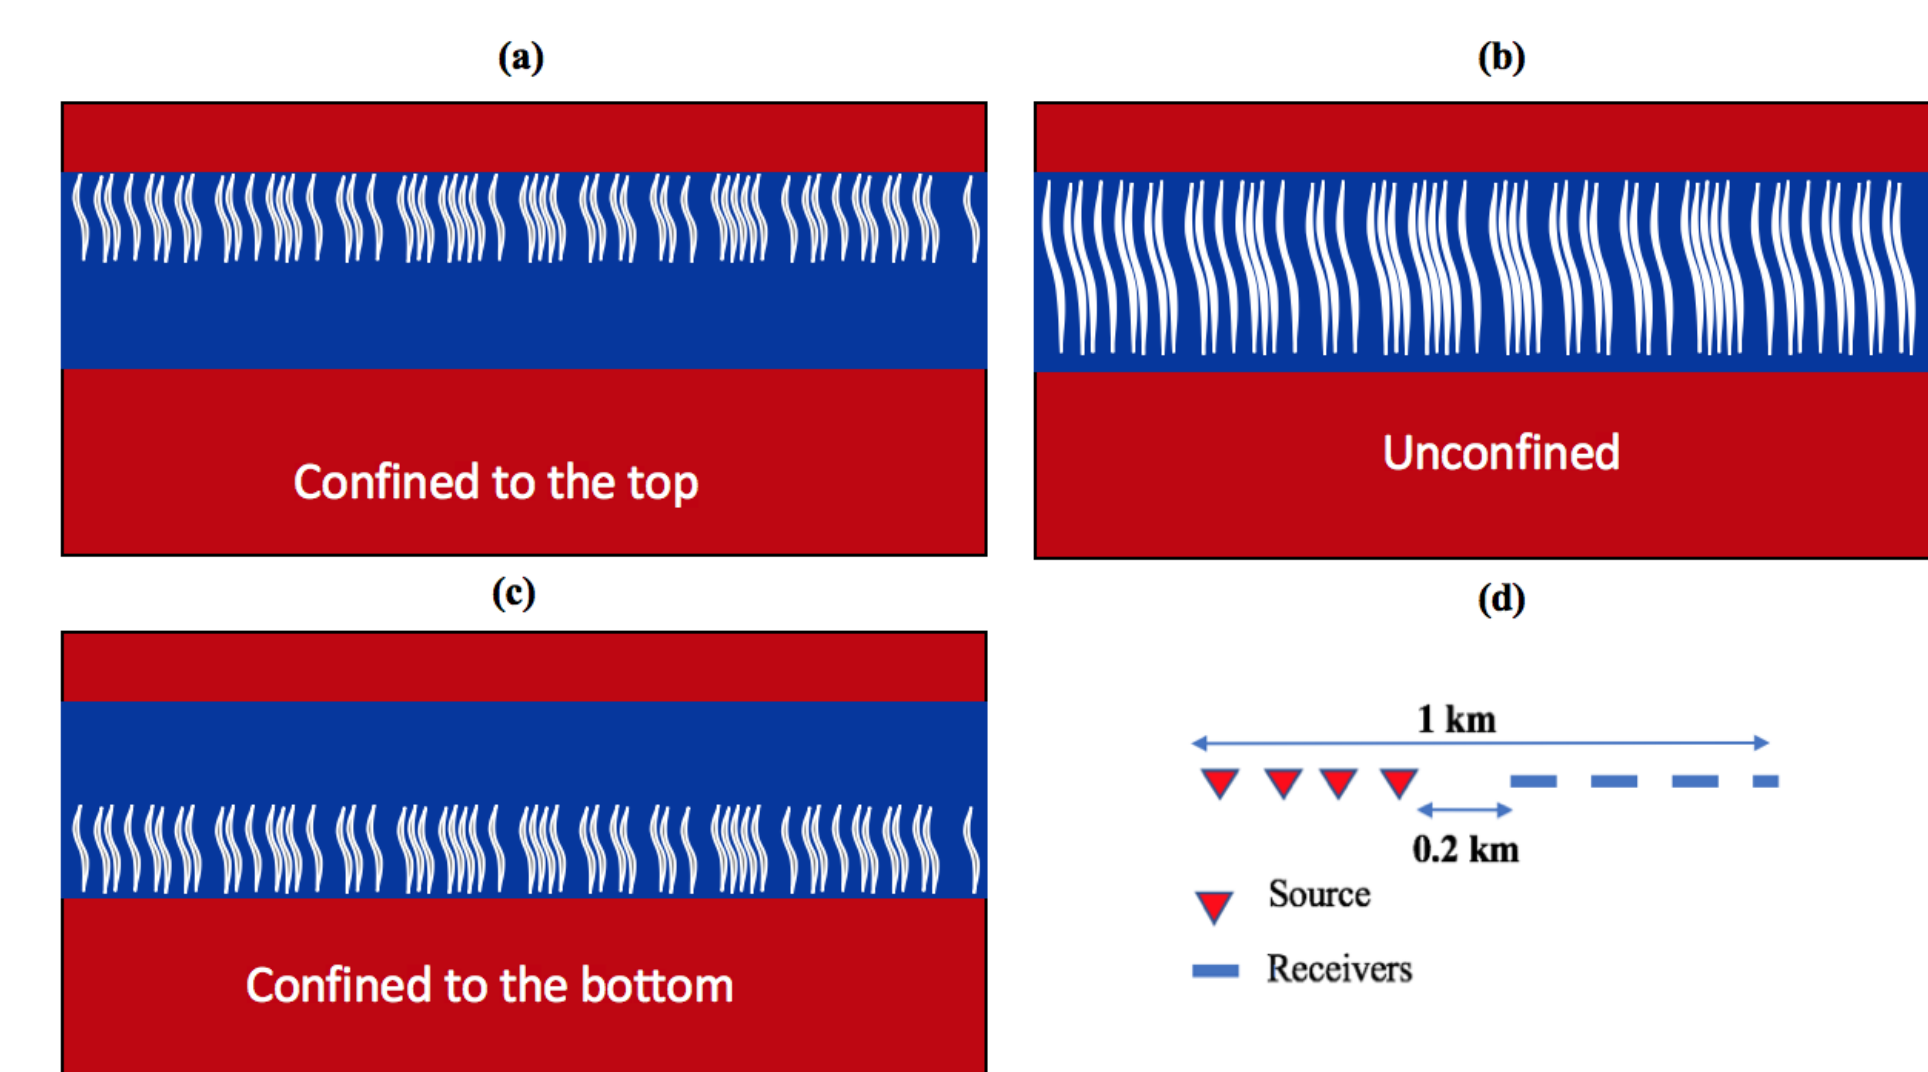 (a)
(b)
Confined to the top
Unconfined
(c)
(d)
1 km
0.2 km
Source
Receivers
Confined to the bottom